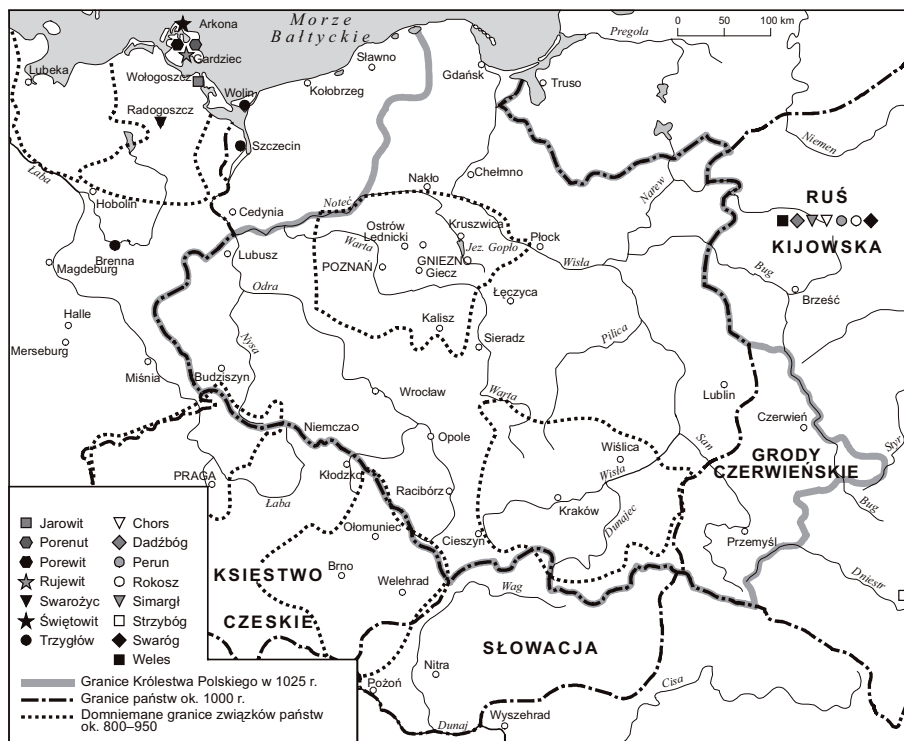 Morze
Bałtyckie
0 50 100 km
Arkona
Gardziec
Wołogoszcz
Lubeka
Radogoszcz
Wolin
Szczecin
Sławno
Kołobrzeg
Gdańsk
Truso
Pregoła
Niemen
Łaba
Hobolin
Cedynia
Noteć
Nakło
Chełmno
Narew
RUŚ
KIJOWSKA
Brenna
Magdeburg
Lubusz
Ostrów
Lednicki
Kruszwica
Warta
GNIEZNO
Jez. Gopło
POZNAŃ
Giecz
Płock
Wisła
Bug
Brześć
Odra
Łęczyca
Halle
Merseburg
Kalisz
Sieradz
Pilica
Nysa
Miśnia
Budziszyn
Wrocław
Warta
Lublin
Czerwień
Niemcza
Opole
Wiślica
San
GRODY
CZERWIEŃSKIE
Styr
PRAGA
Kłodzko
Racibórz
Wisła
Bug
Łaba
Kraków
Dunajec
Ołomuniec
Cieszyn
Przemyśl
KSIESTWO
Brno
Welehrad
Wag
Dniestr
CZESKIE
SŁOWACJA
Nitra
Cisa
Pożoń
Dunaj
Wyszehrad
Jarowit
Porenut
Porewit
Rujewit
Swarożyc
Świętowit
Trzygłów
Chors
Dadźbóg
Perun
Rokosz
Simargł
Strzybóg
Swaróg
Weles
Granice Królestwa Polskiego w 1025 r.
Granice państw ok. 1000 r.
Domniemane granice związków państw
ok. 800–950